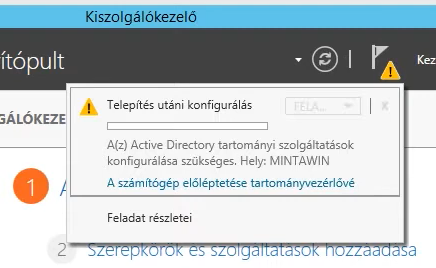 Kiszolgálókezelő
ítópult
Kez
Telepítés utáni konfigurálás
FELA...
x
GÁLÓKEZE
A(z) Active Directory tartományi szolgáltatások
konfigurálása szükséges. Hely: MINTAWIN
1
A számítógép előléptetése tartományvezérlővé
Feladat részletei
2 Szerepkörök és szolgáltatások hozzáadása